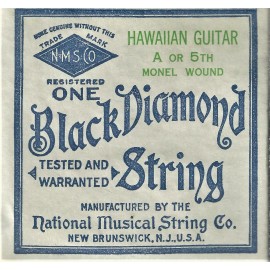 NONE GENUINE WITHOUT THIS
TRADE MARK
N.M.S.CO
REGISTERED
HAWAIIAN GUITAR
A OR 5TH
MONEL WOUND
ONE
Black Diamond
TESTED AND
WARRANTED
String
MANUFACTURED BY THE
National Musical String Co.
NEW BRUNSWICK, N.J., U.S.A.